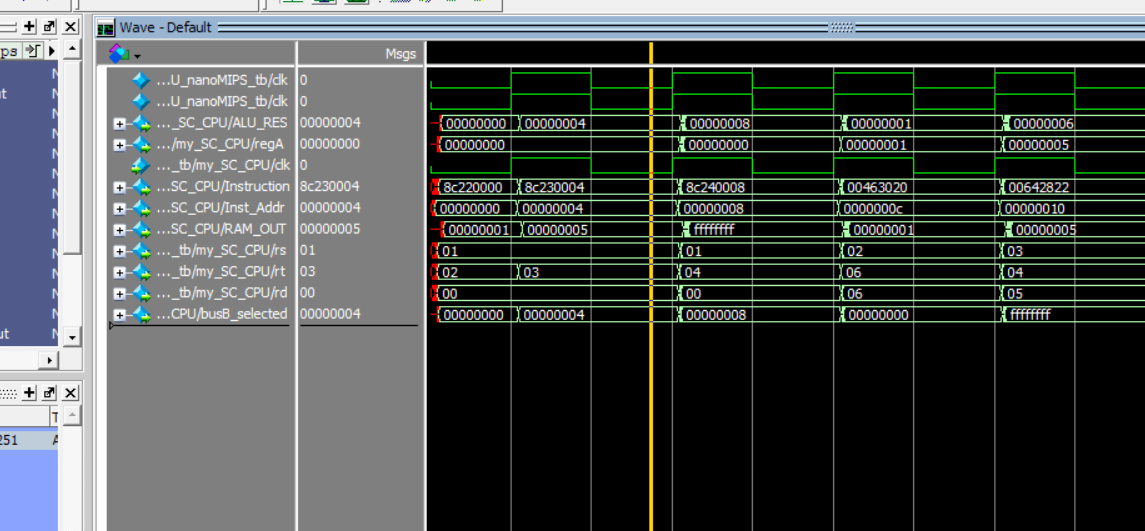 Wave - Default
ps
Msgs
...U_nanoMIPS_tb/clk 0
...U_nanoMIPS_tb/clk 0
..._SC_CPU/ALU_RES 00000004 00000000 00000004 00000008 00000001 00000006
.../my_SC_CPU/regA 00000000 00000000 00000000 00000001 00000005
..._tb/my_SC_CPU/clk 0
...SC_CPU/Instruction 8c230004 8c220000 8c230004 8c240008 00463020 00642822
...SC_CPU/Inst_Addr 00000004 00000000 00000004 00000008 0000000c 00000010
...SC_CPU/RAM_OUT 00000005 00000001 00000005 ffffffff 00000001 00000005
..._tb/my_SC_CPU/rs 01 01 01 02 03
..._tb/my_SC_CPU/rt 03 02 03 04 06 04
..._tb/my_SC_CPU/rd 00 00 00 06 05
...CPU/busB_selected 00000004 00000000 00000004 00000008 00000000 ffffffff
T
251